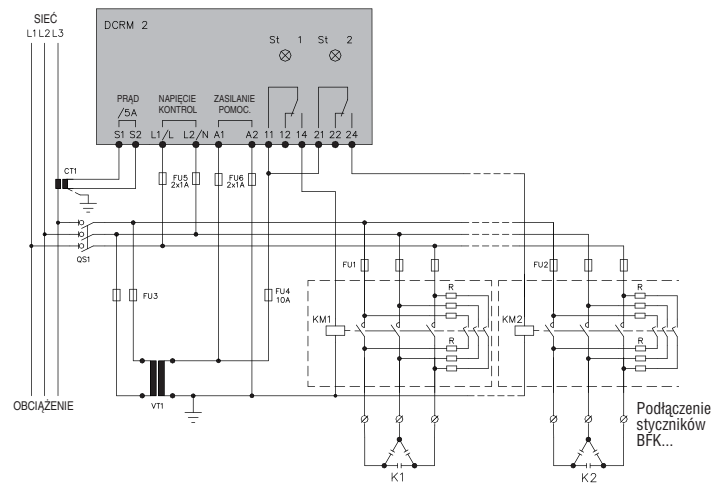 SIEĆ
L1 L2 L3
DCRM 2
St 1
St 2
PRĄD
/5A
NAPIĘCIE
KONTROL
ZASILANIE
POMOC.
S1 S2 L1/L L2/N A1 A2 11 12 14 21 22 24
CT1
FU5
2x1A
FU6
2x1A
QS1
FU1
FU2
FU3
FU4
10A
R
R
KM1
KM2
R
R
VT1
OBCIĄŻENIE
Podłączenie
styczników
BFK...
K1
K2